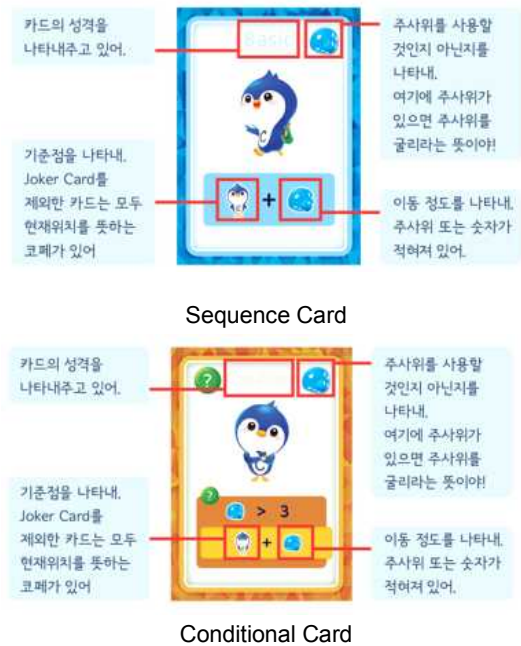 카드의 성격을
나타내주고 있어.
Basic
주사위를 사용할
것인지 아닌지를
나타내.
여기에 주사위가
있으면 주사위를
굴리라는 뜻이야!
기준점을 나타내.
Joker Card를
제외한 카드는 모두
현재위치를 뜻하는
코페가 있어
+
이동 정도를 나타내.
주사위 또는 숫자가
적혀져 있어.
Sequence Card
카드의 성격을
나타내주고 있어.
?
주사위를 사용할
것인지 아닌지를
나타내.
여기에 주사위가
있으면 주사위를
굴리라는 뜻이야!
기준점을 나타내.
Joker Card를
제외한 카드는 모두
현재위치를 뜻하는
코페가 있어
?
> 3
+
이동 정도를 나타내.
주사위 또는 숫자가
적혀져 있어.
Conditional Card